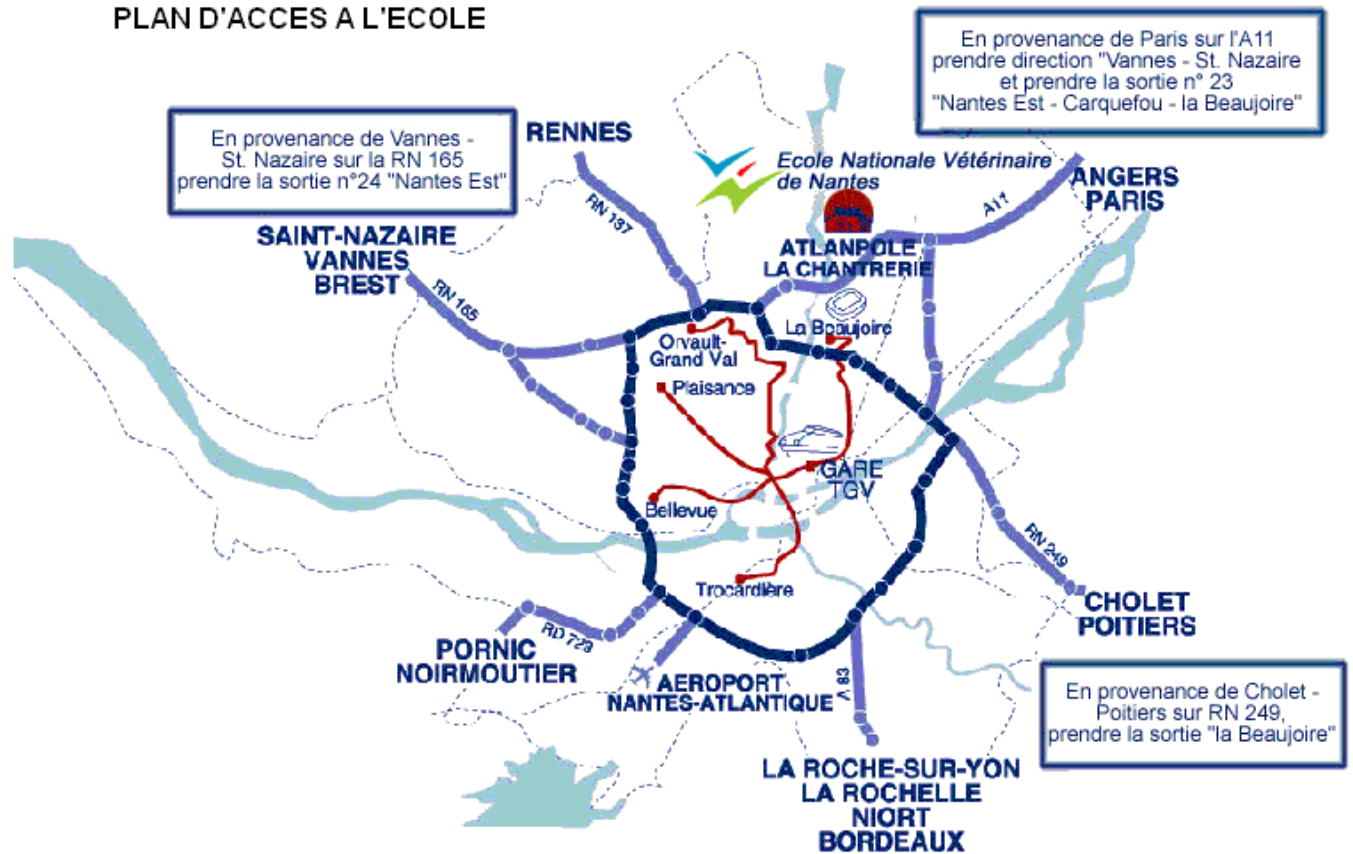 PLAN D'ACCES A L'ECOLE
En provenance de Paris sur l'A11
prendre direction "Vannes - St. Nazaire
et prendre la sortie n° 23
"Nantes Est - Carquefou - la Beaujoire"
En provenance de Vannes -
St. Nazaire sur la RN 165
prendre la sortie n°24 "Nantes Est"
RENNES
RN 137
Ecole Nationale Vétérinaire
de Nantes
ANGERS
PARIS
A11
SAINT-NAZAIRE
VANNES
BREST
RN 165
ATLANPOLE
LA CHANTRERIE
La Beaujoire
Orvault-
Grand Val
Plaisance
GARE
TGV
Bellevue
Trocardière
RN 249
CHOLET
POITIERS
PORNIC
NOIRMOUTIER
RD 723
AEROPORT
NANTES-ATLANTIQUE
V 83
En provenance de Cholet -
Poitiers sur RN 249,
prendre la sortie "la Beaujoire"
LA ROCHE-SUR-YON
LA ROCHELLE
NIORT
BORDEAUX